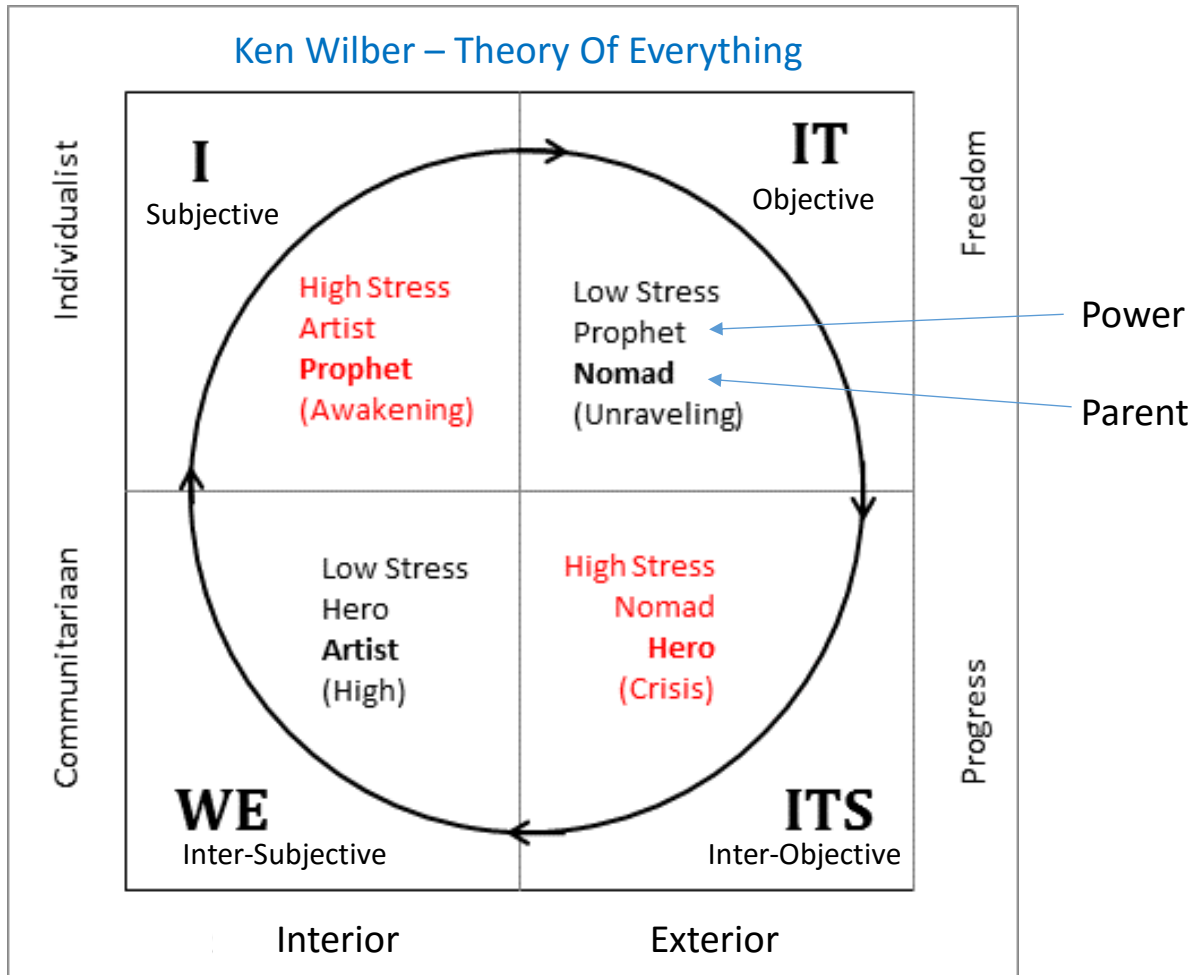 Ken Wilber – Theory Of Everything
Individualist
I
Subjective
High Stress
Artist
Prophet
(Awakening)
IT
Objective
Low Stress
Prophet
Nomad
(Unraveling)
Freedom
Power
Parent
Communitariaan
Low Stress
Hero
Artist
(High)
WE
Inter-Subjective
High Stress
Nomad
Hero
(Crisis)
ITS
Inter-Objective
Progress
Interior
Exterior